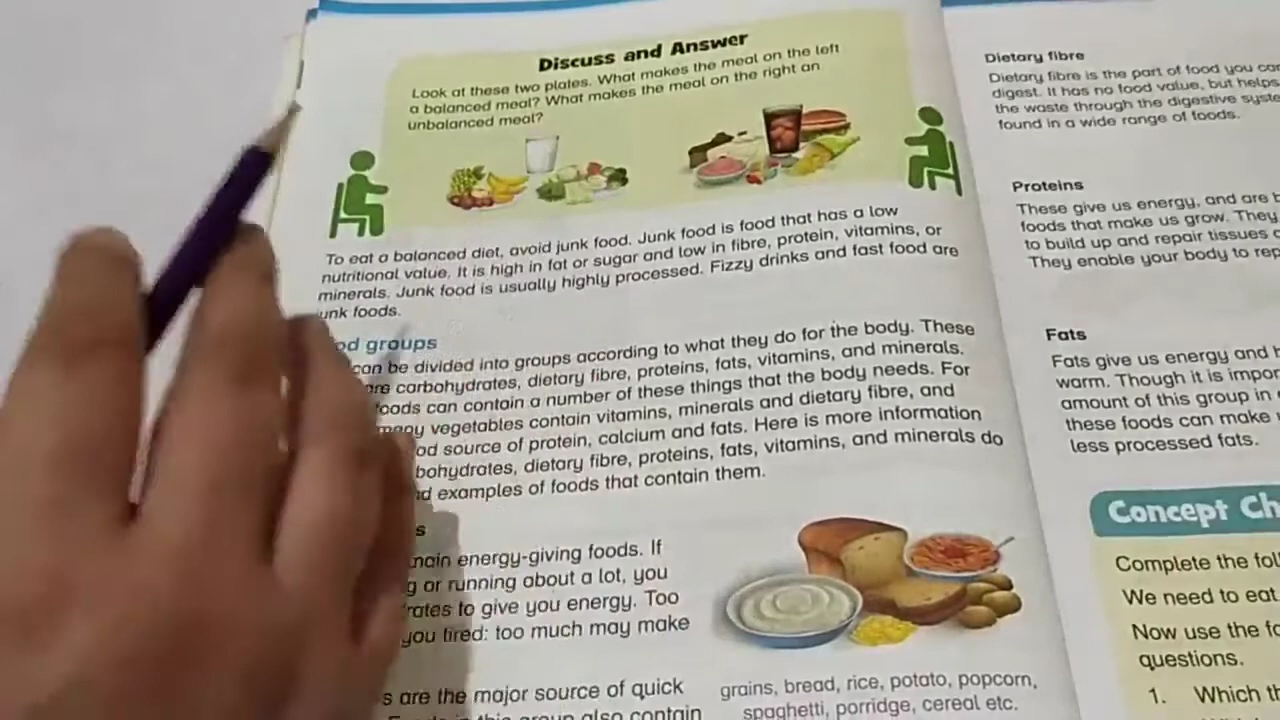 Discuss and Answer
Look at these two plates. What makes the meal on the left
a balanced meal? What makes the meal on the right an
unbalanced meal?
To eat a balanced diet, avoid junk food. Junk food is food that has a low
nutritional value. It is high in fat or sugar and low in fibre, protein, vitamins, or
minerals. Junk food is usually highly processed. Fizzy drinks and fast food are
unk foods.
od groups
can be divided into groups according to what they do for the body. These
are carbohydrates, dietary fibre, proteins, fats, vitamins, and minerals.
foods can contain a number of these things that the body needs. For
many vegetables contain vitamins, minerals and dietary fibre, and
od source of protein, calcium and fats. Here is more information
bohydrates, dietary fibre, proteins, fats, vitamins, and minerals do
nd examples of foods that contain them.
s
main energy-giving foods. If
g or running about a lot, you
rates to give you energy. Too
you tired: too much may make
s are the major source of quick
Foods in this group also contain
grains, bread, rice, potato, popcorn,
spaghetti, porridge, cereal etc.
Dietary fibre
Dietary fibre is the part of food you can
digest. It has no food value, but helps
the waste through the digestive syste
found in a wide range of foods.
Proteins
These give us energy, and are b
foods that make us grow. They
to build up and repair tissues
They enable your body to rep
Fats
Fats give us energy and h
warm. Though it is impor
amount of this group in
these foods can make
less processed fats.
Concept Ch
Complete the fol
We need to eat
Now use the fo
questions.
1. Which th